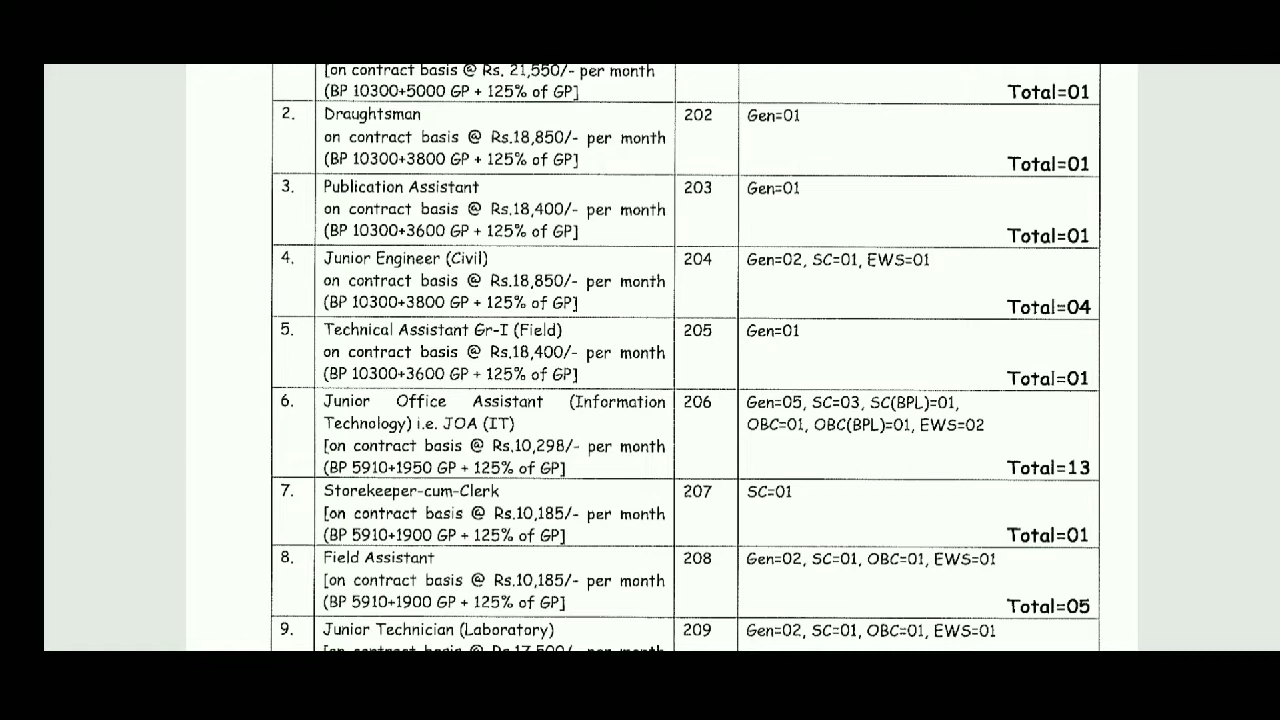 [on contract basis @ Rs. 21,550/- per month
(BP 10300+5000 GP + 125% of GP]
Total=01
2.
Draughtsman
on contract basis @ Rs.18,850/- per month
(BP 10300+3800 GP + 125% of GP]
202
Gen=01
Total=01
3.
Publication Assistant
on contract basis @ Rs.18,400/- per month
(BP 10300+3600 GP + 125% of GP]
203
Gen=01
Total=01
4.
Junior Engineer (Civil)
on contract basis @ Rs.18,850/- per month
(BP 10300+3800 GP + 125% of GP]
204
Gen=02, SC=01, EWS=01
Total=04
5.
Technical Assistant Gr-I (Field)
on contract basis @ Rs.18,400/- per month
(BP 10300+3600 GP + 125% of GP]
205
Gen=01
Total=01
6.
Junior Office Assistant (Information
Technology) i.e. JOA (IT)
[on contract basis @ Rs.10,298/- per month
(BP 5910+1950 GP + 125% of GP]
206
Gen=05, SC=03, SC(BPL)=01,
OBC=01, OBC(BPL)=01, EWS=02
Total=13
7.
Storekeeper-cum-Clerk
[on contract basis @ Rs.10,185/- per month
(BP 5910+1900 GP + 125% of GP]
207
SC=01
Total=01
8.
Field Assistant
[on contract basis @ Rs.10,185/- per month
(BP 5910+1900 GP + 125% of GP]
208
Gen=02, SC=01, OBC=01, EWS=01
Total=05
9.
Junior Technician (Laboratory)
[on contract basis @ Rs.17,500/- per month
209
Gen=02, SC=01, OBC=01, EWS=01